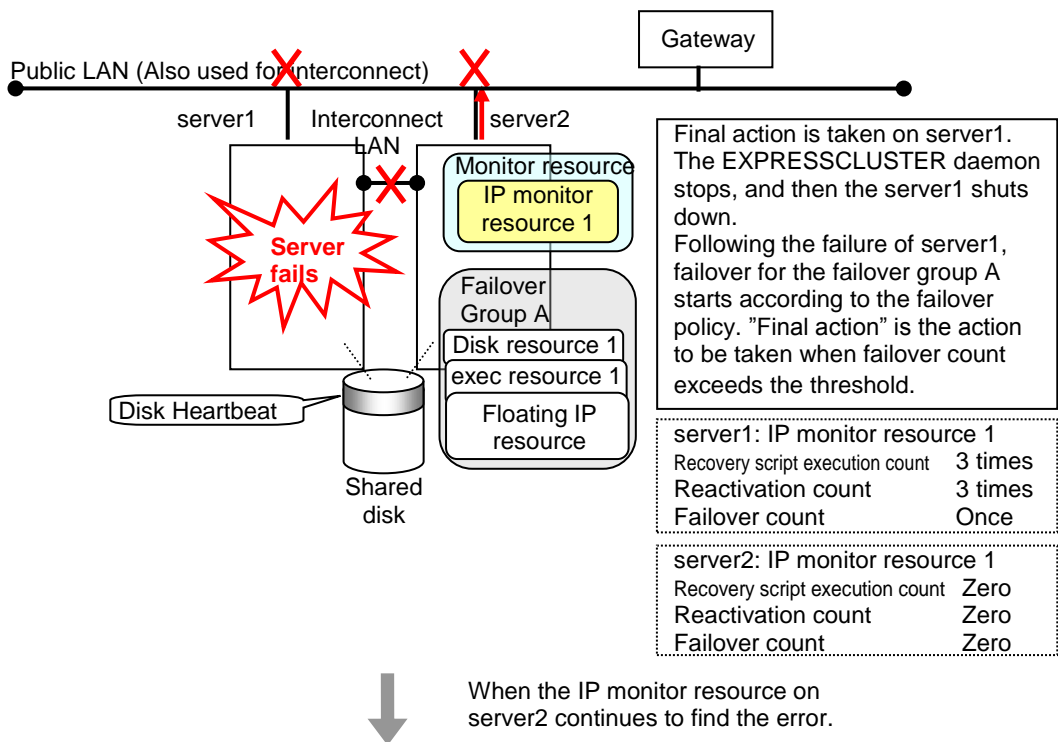 Gateway
Public LAN (Also used for interconnect)
server1
Interconnect
LAN
server2
Monitor resource
IP monitor
resource 1
Server
fails
Failover
Group A
Disk resource 1
exec resource 1
Floating IP
resource
Disk Heartbeat
Shared
disk
Final action is taken on server1.
The EXPRESSCLUSTER daemon
stops, and then the server1 shuts
down.
Following the failure of server1,
failover for the failover group A
starts according to the failover
policy. ”Final action” is the action
to be taken when failover count
exceeds the threshold.
server1: IP monitor resource 1
Recovery script execution count 3 times
Reactivation count 3 times
Failover count Once
server2: IP monitor resource 1
Recovery script execution count Zero
Reactivation count Zero
Failover count Zero
When the IP monitor resource on
server2 continues to find the error.